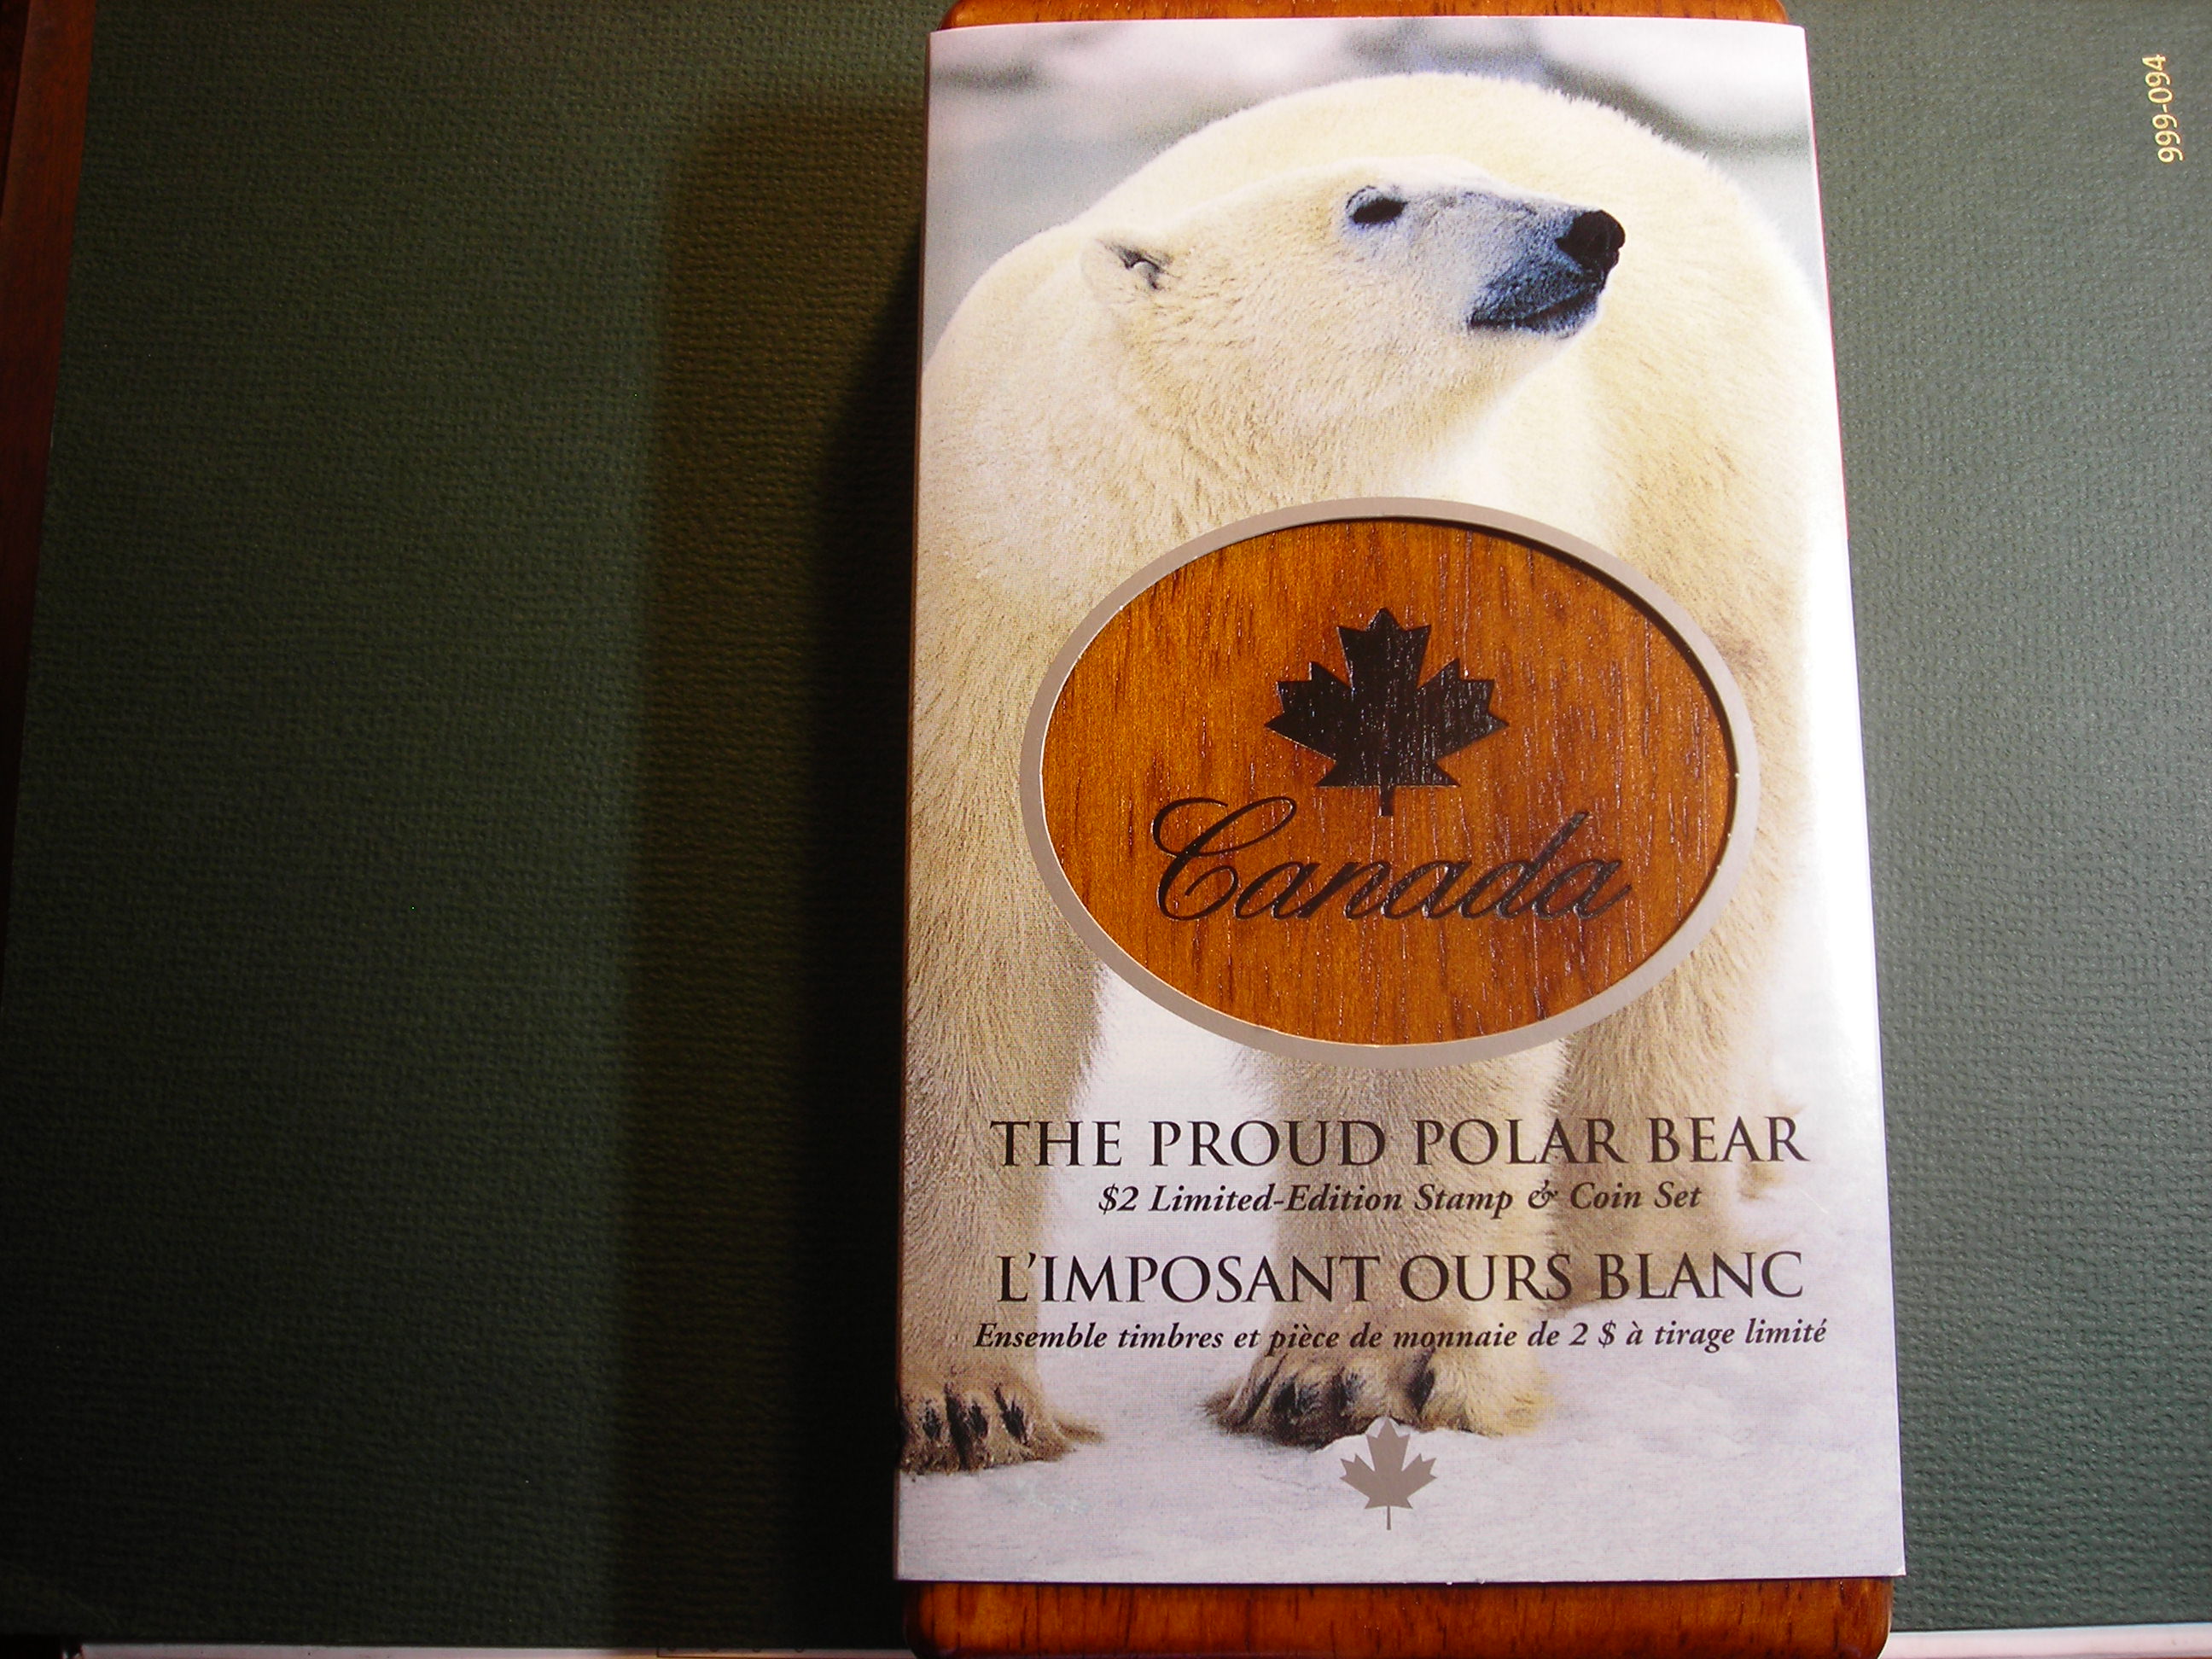 Canada
THE PROUD POLAR BEAR
$2 Limited-Edition Stamp & Coin Set
L'IMPOSANT OURS BLANC
Ensemble timbres et pièce de monnaie de 2 $ à tirage limité
999-094